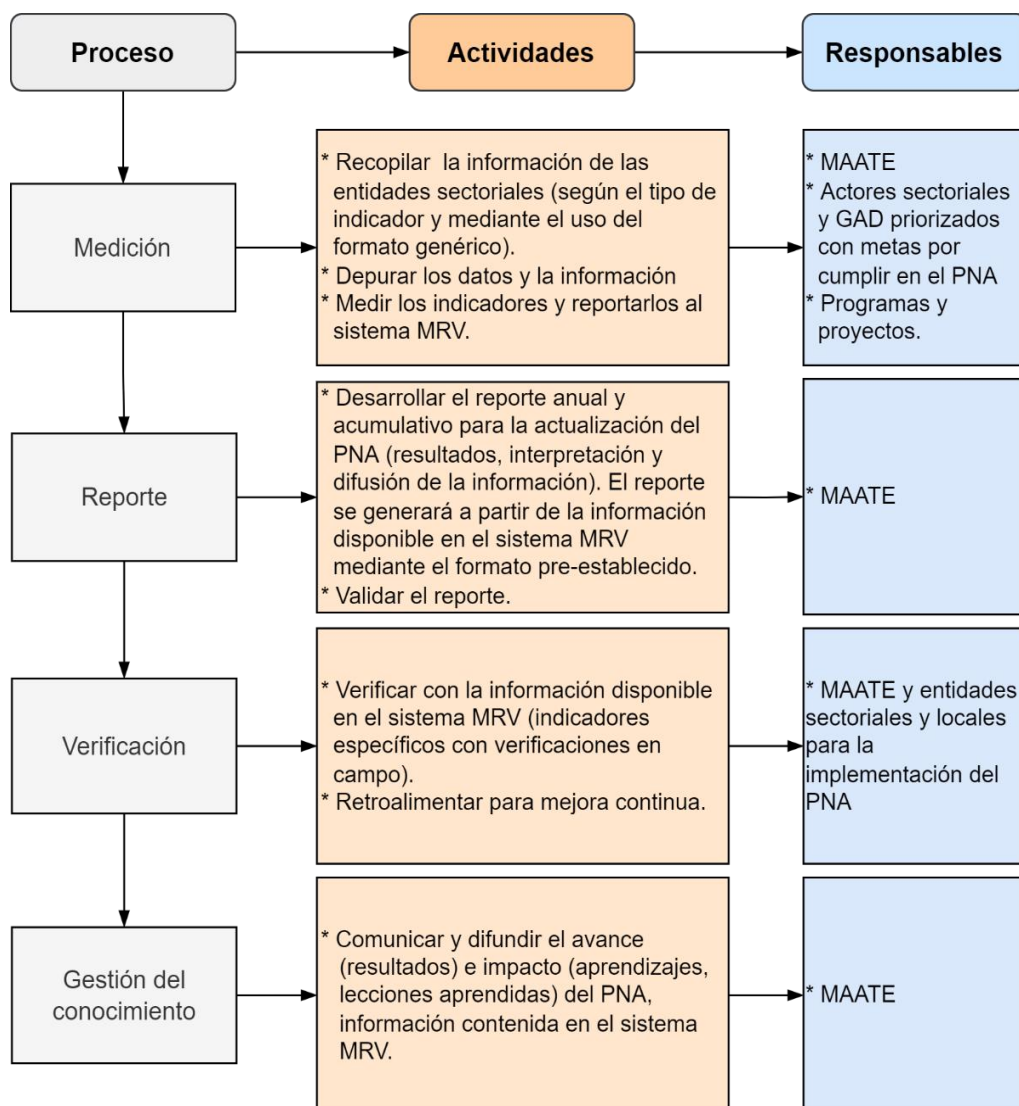 Proceso
Actividades
Responsables
Medición
* Recopilar la información de las
entidades sectoriales (según el tipo de
indicador y mediante el uso del
formato genérico).
* Depurar los datos y la información
* Medir los indicadores y reportarlos al
sistema MRV.
* MAATE
* Actores sectoriales
y GAD priorizados
con metas por
cumplir en el PNA
* Programas y
proyectos.
Reporte
* Desarrollar el reporte anual y
acumulativo para la actualización del
PNA (resultados, interpretación y
difusión de la información). El reporte
se generará a partir de la información
disponible en el sistema MRV
mediante el formato pre-establecido.
* Validar el reporte.
* MAATE
Verificación
* Verificar con la información disponible
en el sistema MRV (indicadores
específicos con verificaciones en
campo).
* Retroalimentar para mejora continua.
* MAATE y entidades
sectoriales y locales
para la
implementación del
PNA
Gestión del
conocimiento
* Comunicar y difundir el avance
(resultados) e impacto (aprendizajes,
lecciones aprendidas) del PNA,
información contenida en el sistema
MRV.
* MAATE